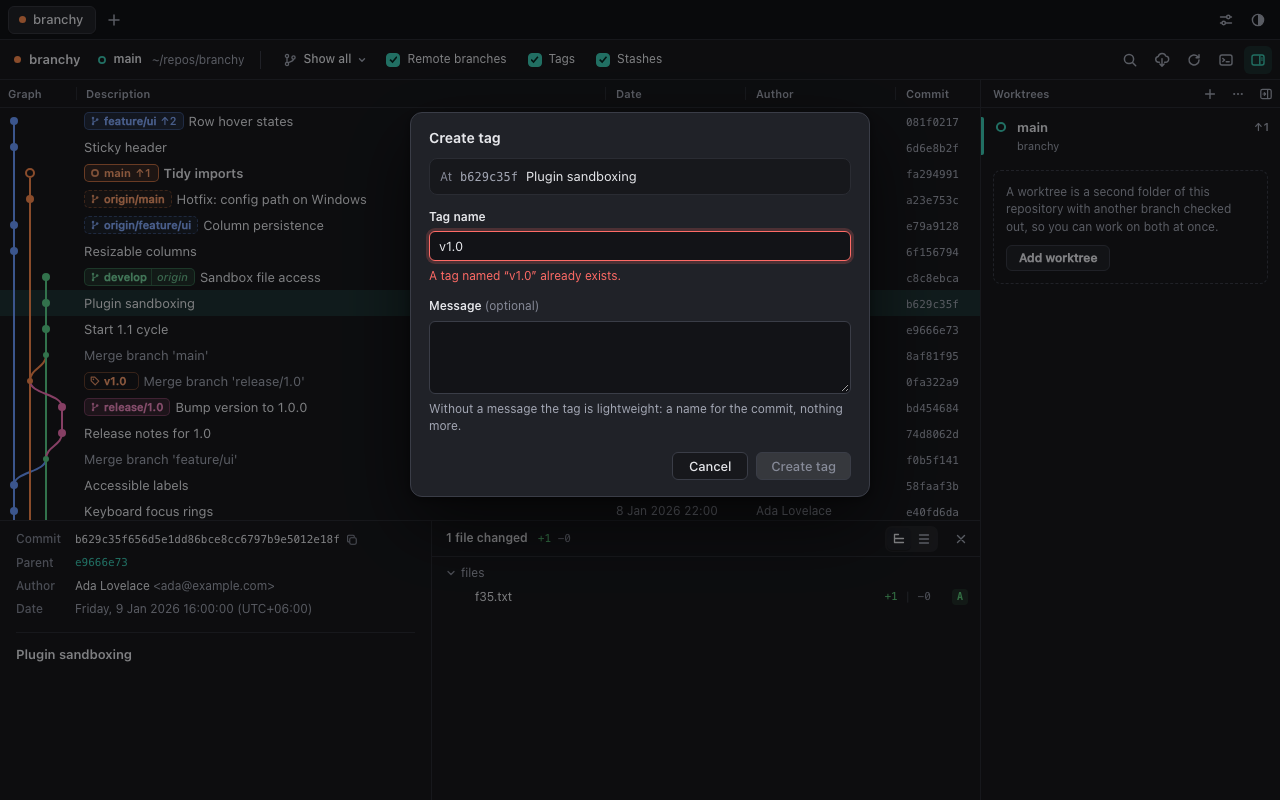 branchy
branchy main ~/repos/branchy Show all Remote branches Tags Stashes
Graph Description Date Author Commit Worktrees
feature/ui ↑2 Row hover states 081f0217
Sticky header 6d6e8b2f
main ↑1 Tidy imports fa294991
origin/main Hotfix: config path on Windows a23e753c
origin/feature/ui Column persistence e79a9128
Resizable columns 6f156794
develop origin Sandbox file access c8c8ebca
Plugin sandboxing b629c35f
Start 1.1 cycle e9666e73
Merge branch 'main' 8af81f95
v1.0 Merge branch 'release/1.0' 0fa322a9
release/1.0 Bump version to 1.0.0 bd454684
Release notes for 1.0 74d8062d
Merge branch 'feature/ui' f0b5f141
Accessible labels 58faaf3b
Keyboard focus rings 8 Jan 2026 22:00 Ada Lovelace e40fd6da
Create tag
At b629c35f Plugin sandboxing
Tag name
v1.0
A tag named “v1.0” already exists.
Message (optional)
Without a message the tag is lightweight: a name for the commit, nothing
more.
Cancel Create tag
main ↑1
branchy
A worktree is a second folder of this
repository with another branch checked
out, so you can work on both at once.
Add worktree
Commit b629c35f656d5e1dd86bce8cc6797b9e5012e18f
Parent e9666e73
Author Ada Lovelace <ada@example.com>
Date Friday, 9 Jan 2026 16:00:00 (UTC+06:00)
Plugin sandboxing
1 file changed +1 −0
files
f35.txt +1 −0 A